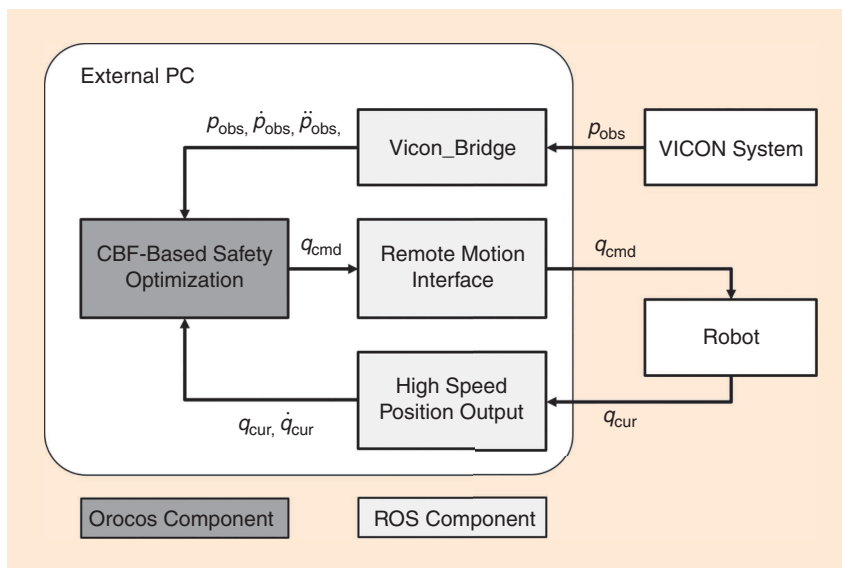 External PC
p_obs, ṗ_obs, p̈_obs,
Vicon_Bridge
p_obs
VICON System
CBF-Based Safety
Optimization
q_cmd
Remote Motion
Interface
q_cmd
Robot
High Speed
Position Output
q_cur, q̇_cur
q_cur
Orocos Component
ROS Component